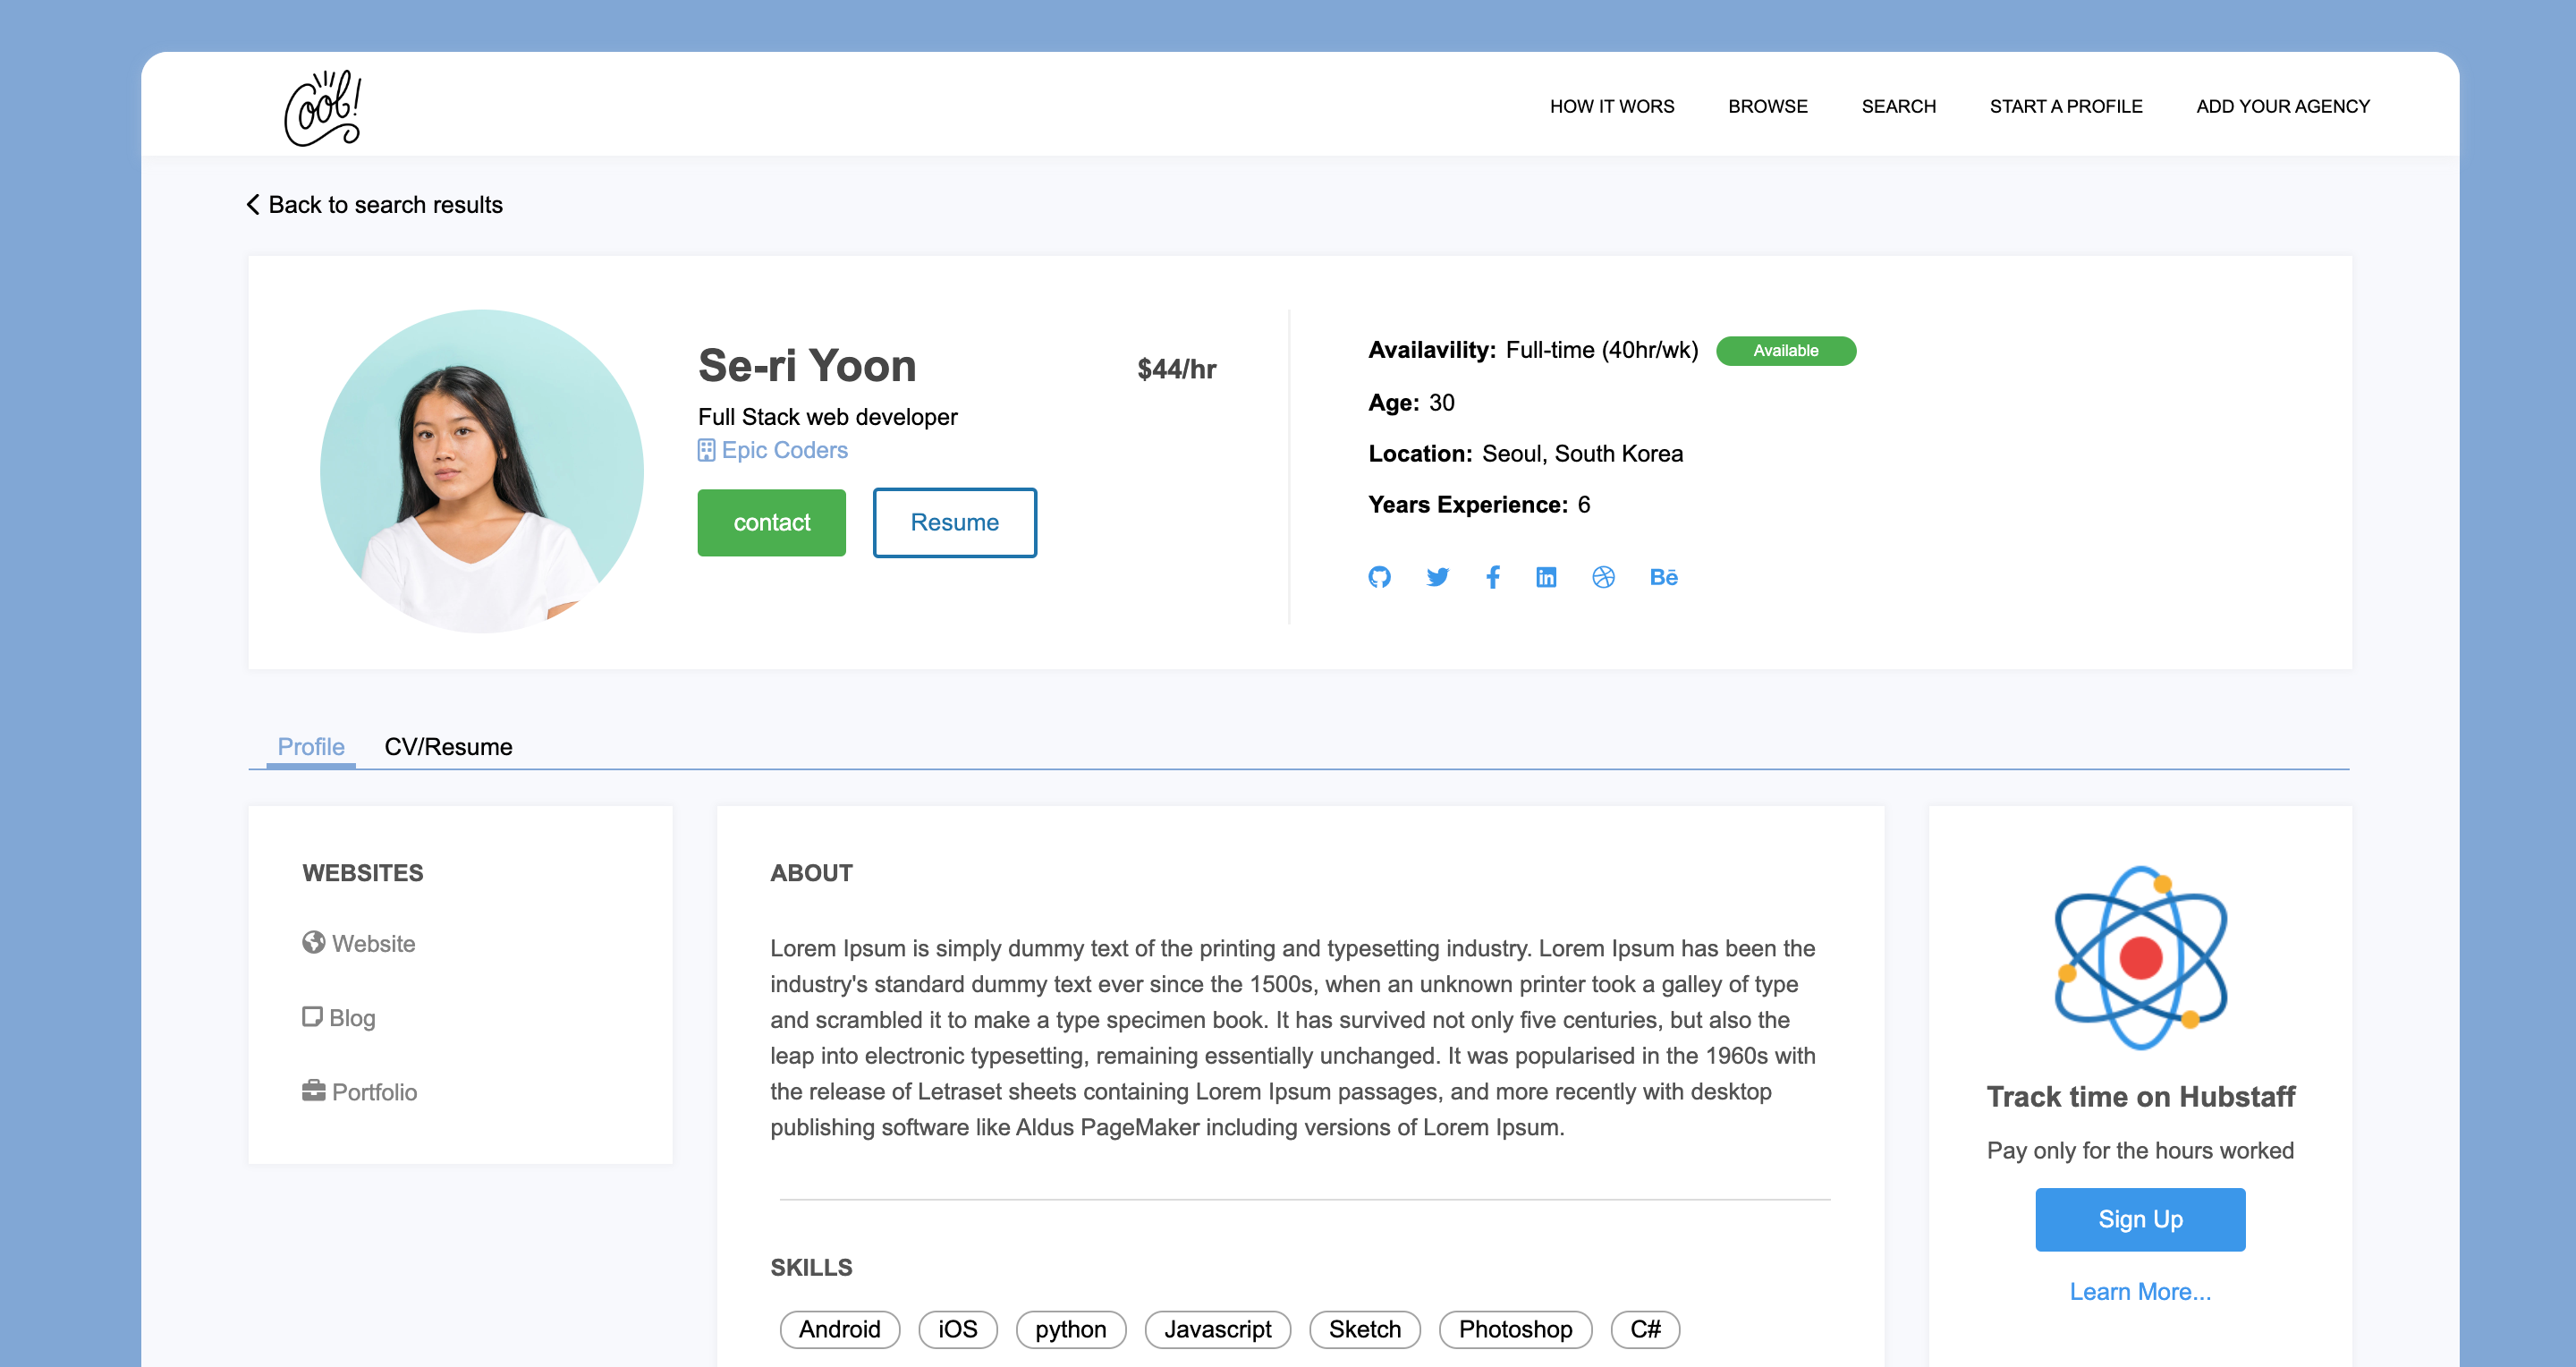 Cool!
HOW IT WORS BROWSE SEARCH START A PROFILE ADD YOUR AGENCY
Back to search results
Se-ri Yoon
$44/hr
Full Stack web developer
Epic Coders
contact Resume
Availavility: Full-time (40hr/wk) Available
Age: 30
Location: Seoul, South Korea
Years Experience: 6
Bē
Profile CV/Resume
WEBSITES
Website
Blog
Portfolio
ABOUT
Lorem Ipsum is simply dummy text of the printing and typesetting industry. Lorem Ipsum has been the
industry's standard dummy text ever since the 1500s, when an unknown printer took a galley of type
and scrambled it to make a type specimen book. It has survived not only five centuries, but also the
leap into electronic typesetting, remaining essentially unchanged. It was popularised in the 1960s with
the release of Letraset sheets containing Lorem Ipsum passages, and more recently with desktop
publishing software like Aldus PageMaker including versions of Lorem Ipsum.
SKILLS
Android iOS python Javascript Sketch Photoshop C#
Track time on Hubstaff
Pay only for the hours worked
Sign Up
Learn More...